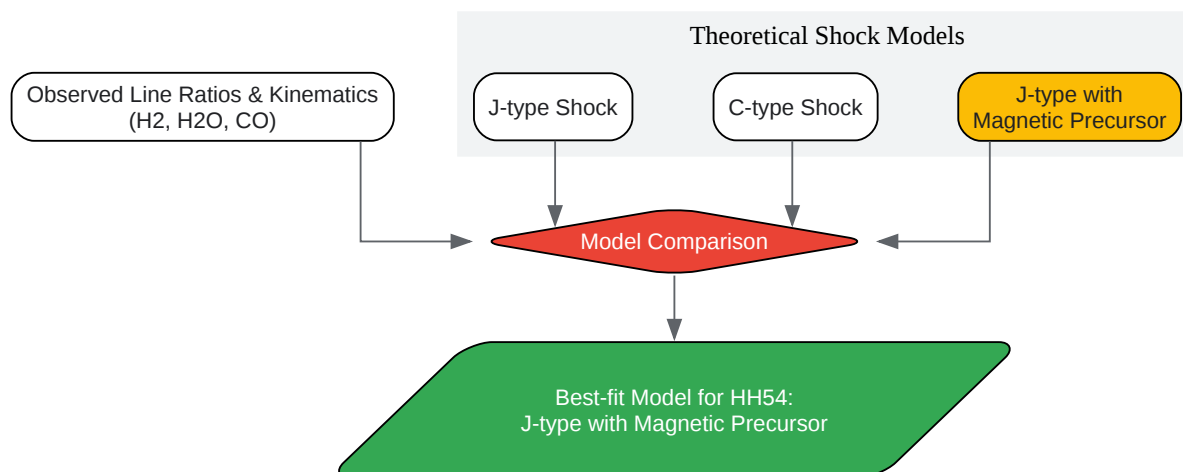 Theoretical Shock Models
Observed Line Ratios & Kinematics
(H2, H2O, CO)
J-type Shock
C-type Shock
J-type with
Magnetic Precursor
Model Comparison
Best-fit Model for HH54:
J-type with Magnetic Precursor